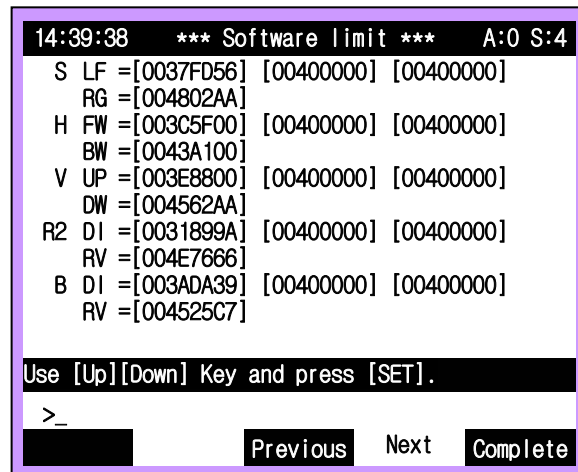 14:39:38 *** Software limit *** A:0 S:4
S LF =[0037FD56] [00400000] [00400000]
RG =[004802AA]
H FW =[003C5F00] [00400000] [00400000]
BW =[0043A100]
V UP =[003E8800] [00400000] [00400000]
DW =[004562AA]
R2 DI =[0031899A] [00400000] [00400000]
RV =[004E7666]
B DI =[003ADA39] [00400000] [00400000]
RV =[004525C7]
Use [Up][Down] Key and press [SET].
>_
Previous Next Complete